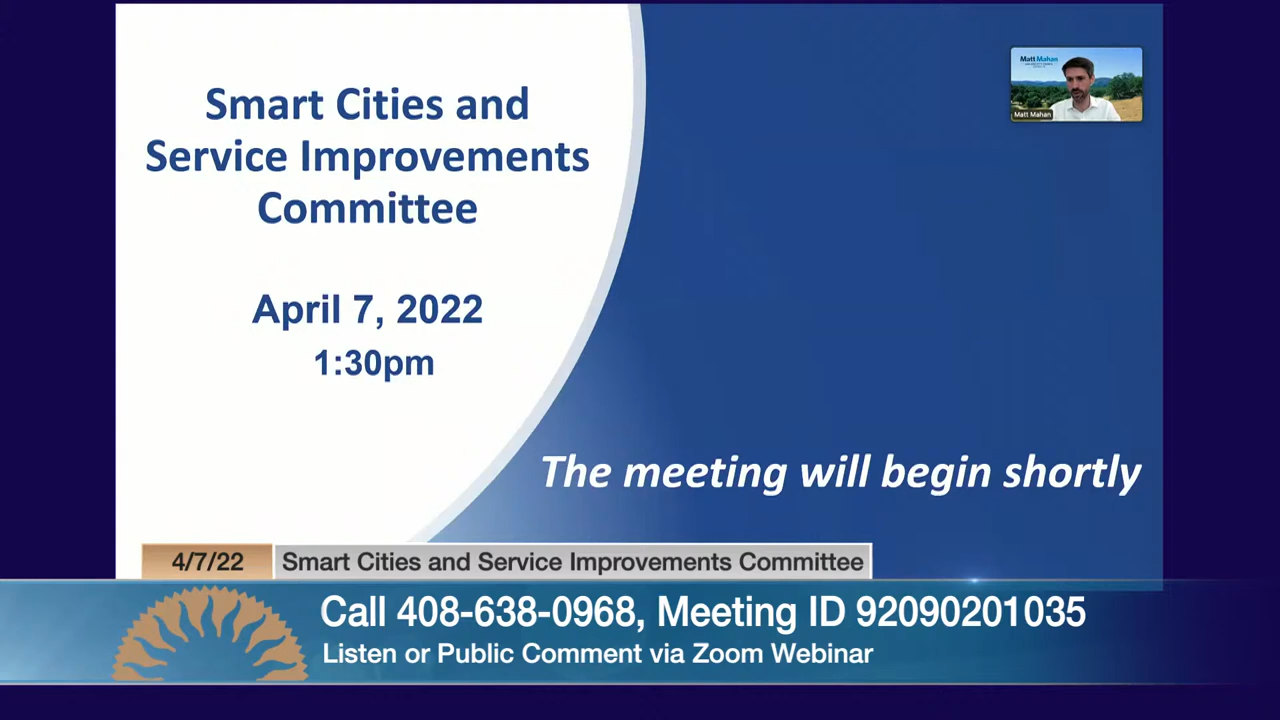 Smart Cities and
Service Improvements
Committee
April 7, 2022
1:30pm
Matt Mahan
Matt Mahan
The meeting will begin shortly
4/7/22
Smart Cities and Service Improvements Committee
Call 408-638-0968, Meeting ID 92090201035
Listen or Public Comment via Zoom Webinar